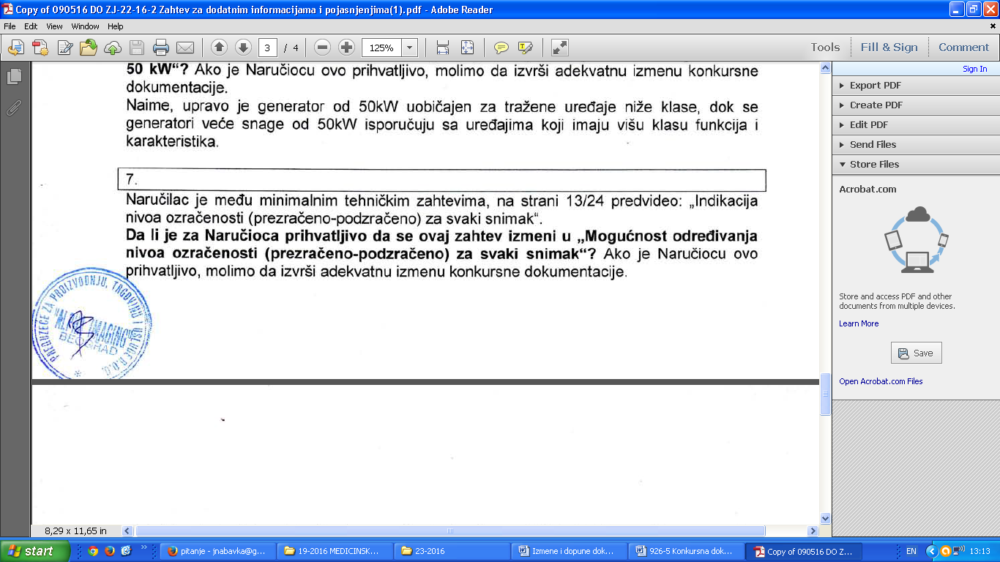 Copy of 090516 DO ZJ-22-16-2 Zahtev za dodatnim informacijama i pojasnjenjima(1).pdf - Adobe Reader
File Edit View Window Help
3 / 4 125% Tools Fill & Sign Comment
Sign In
Export PDF
Create PDF
Edit PDF
Send Files
Store Files
Acrobat.com
Store and access PDF and other
documents from multiple devices.
Learn More
Save
Open Acrobat.com Files
50 kW“? Ako je Naručiocu ovo prihvatljivo, molimo da izvrši adekvatnu izmenu konkursne
dokumentacije.
Naime, upravo je generator od 50kW uobičajen za tražene uređaje niže klase, dok se
generatori veće snage od 50kW isporučuju sa uređajima koji imaju višu klasu funkcija i
karakteristika.
7.
Naručilac je među minimalnim tehničkim zahtevima, na strani 13/24 predvideo: „Indikacija
nivoa ozračenosti (prezračeno-podzračeno) za svaki snimak“.
Da li je za Naručioca prihvatljivo da se ovaj zahtev izmeni u „Mogućnost određivanja
nivoa ozračenosti (prezračeno-podzračeno) za svaki snimak“? Ako je Naručiocu ovo
prihvatljivo, molimo da izvrši adekvatnu izmenu konkursne dokumentacije.
PREDUZEĆE ZA PROIZVODNJU, TRGOVINU I USLUGE D.O.O.
IMAGING"
BEOGRAD
8,29 x 11,65 in
start pitanje - jnabavka@g... 19-2016 MEDICINSK... 23-2016 Izmene i dopune dok... 926-5 Konkursna dok... Copy of 090516 DO Z... EN 13:13